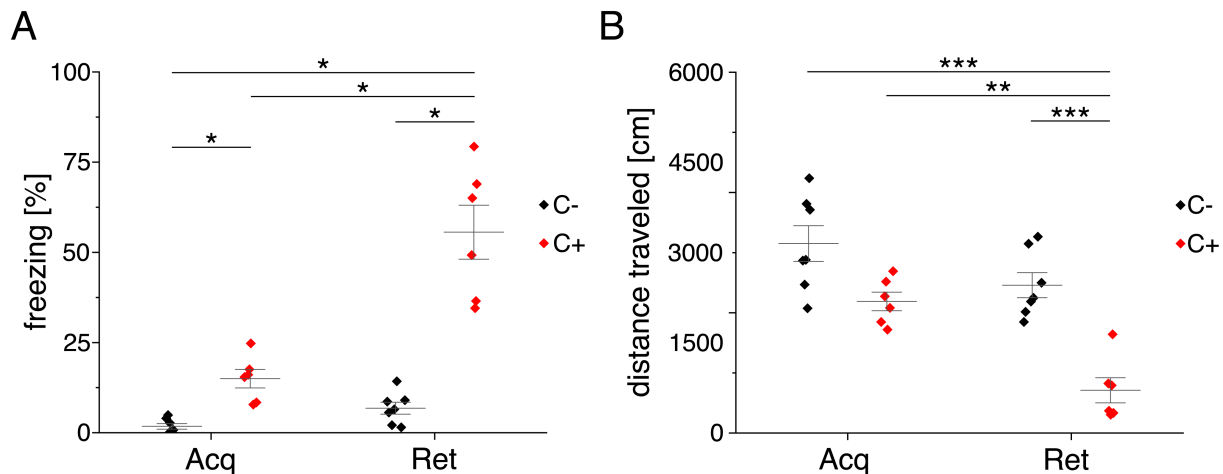 A
freezing [%]
100
75
50
25
0
*
*
*
*
Acq
Ret
C-
C+
B
distance traveled [cm]
6000
4500
3000
1500
0
***
**
***
Acq
Ret
C-
C+